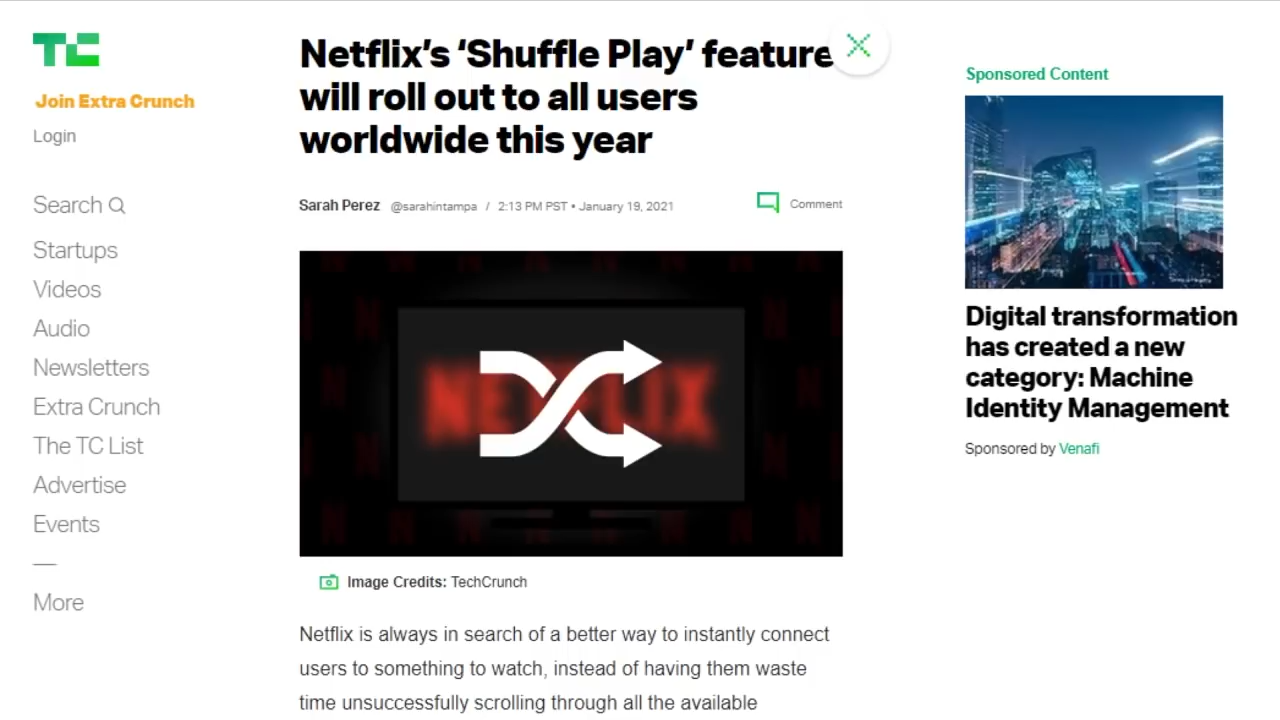 TC
Join Extra Crunch
Login
Search
Startups
Videos
Audio
Newsletters
Extra Crunch
The TC List
Advertise
Events
More
Netflix’s ‘Shuffle Play’ feature
will roll out to all users
worldwide this year
Sarah Perez @sarahintampa / 2:13 PM PST • January 19, 2021
Comment
NETFLIX
Image Credits: TechCrunch
Netflix is always in search of a better way to instantly connect
users to something to watch, instead of having them waste
time unsuccessfully scrolling through all the available
Sponsored Content
Digital transformation
has created a new
category: Machine
Identity Management
Sponsored by Venafi